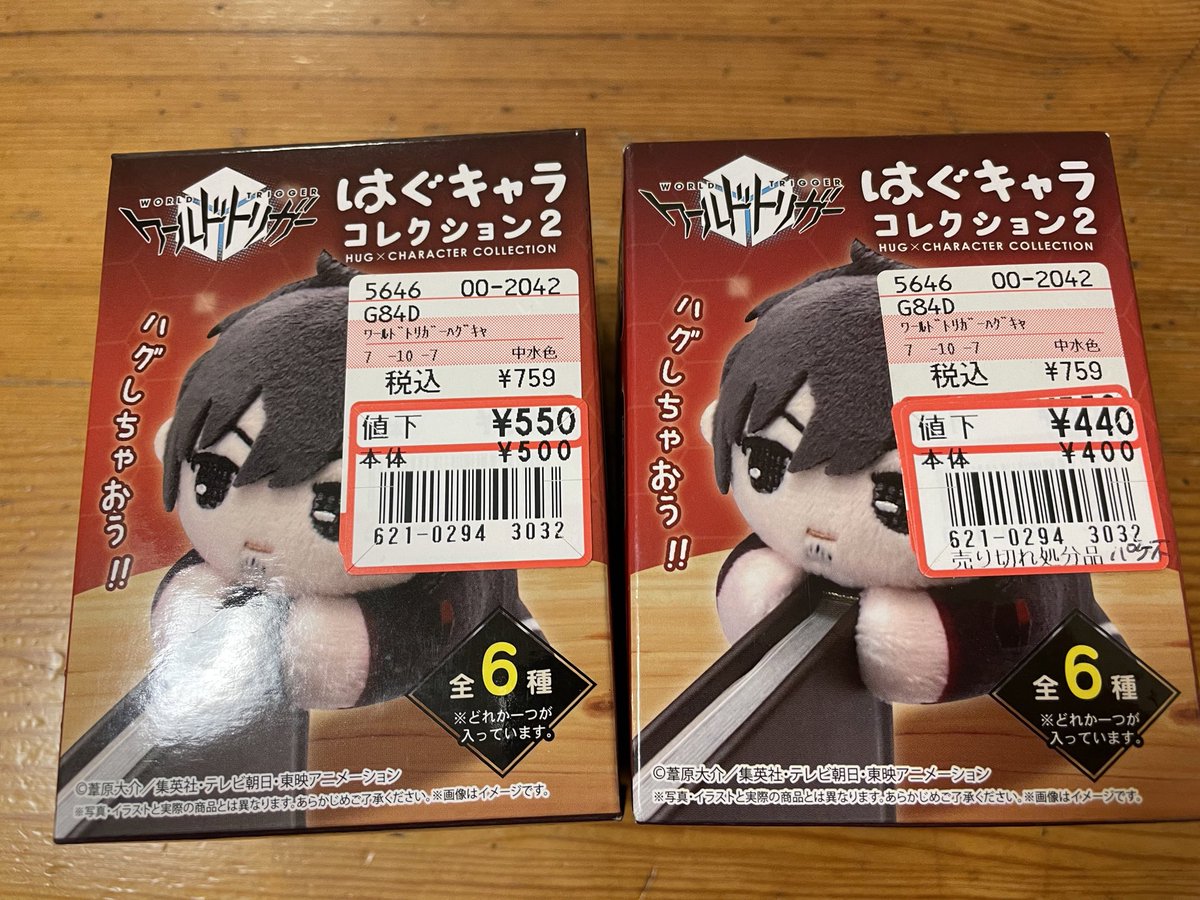 WORLD TRIGGER
ワールドトリガー
はぐキャラ
コレクション2
HUG×CHARACTER COLLECTION
ハグしちゃおう!!
5646 00-2042
G84D
ワールドトリガーハグキャ
7 -10 -7 中水色
税込 ¥759
値下 ¥550
本体 ¥500
621-0294 3032
全6種
※どれか一つが
入っています。
©葦原大介／集英社・テレビ朝日・東映アニメーション
※写真・イラストと実際の商品とは異なります。あらかじめご了承ください。※画像はイメージです。
WORLD TRIGGER
ワールドトリガー
はぐキャラ
コレクション2
HUG×CHARACTER COLLECTION
ハグしちゃおう!!
5646 00-2042
G84D
ワールドトリガーハグキャ
7 -10 -7 中水色
税込 ¥759
値下 ¥440
本体 ¥400
621-0294 3032
売り切れ処分品
全6種
※どれか一つが
入っています。
©葦原大介／集英社・テレビ朝日・東映アニメーション
※写真・イラストと実際の商品とは異なります。あらかじめご了承ください。※画像はイメージです。